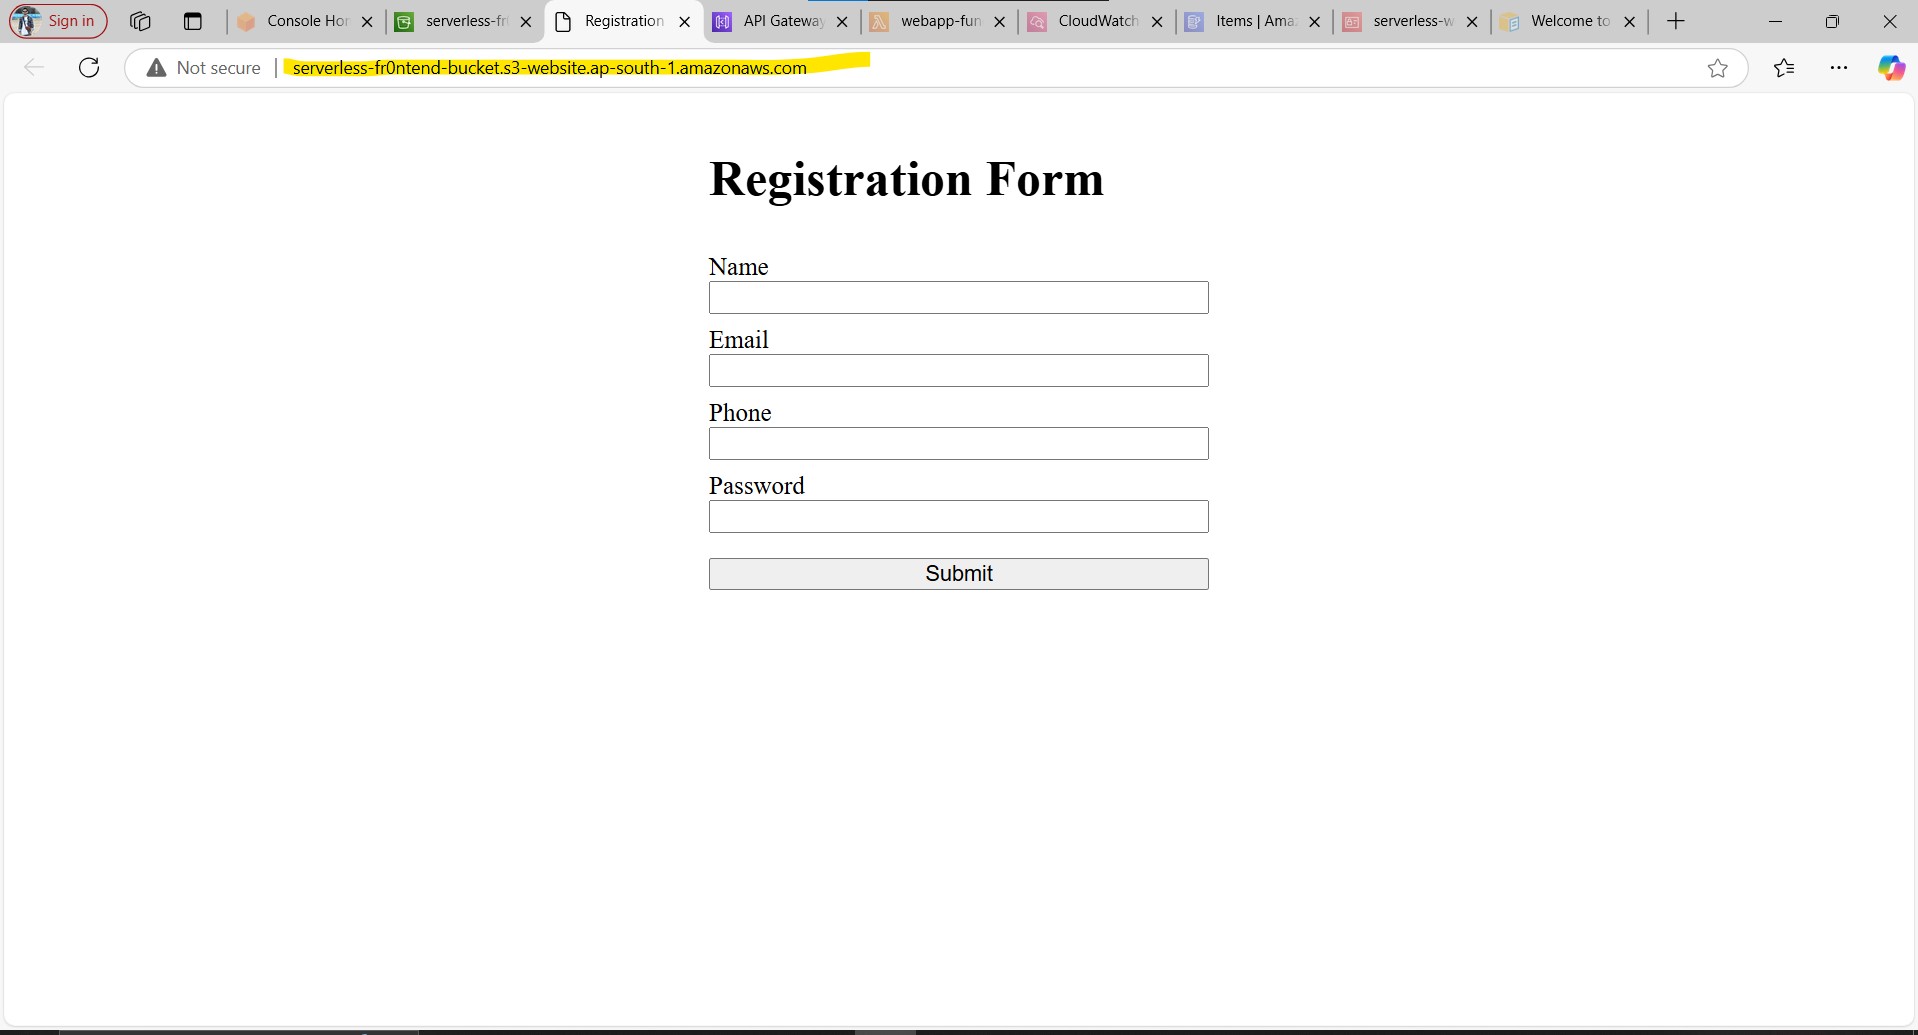 Sign in
Console Hor
serverless-fr
Registration
API Gateway
webapp-fun
CloudWatch
Items | Ama
serverless-w
Welcome to
Not secure
serverless-fr0ntend-bucket.s3-website.ap-south-1.amazonaws.com
Registration Form
Name
Email
Phone
Password
Submit